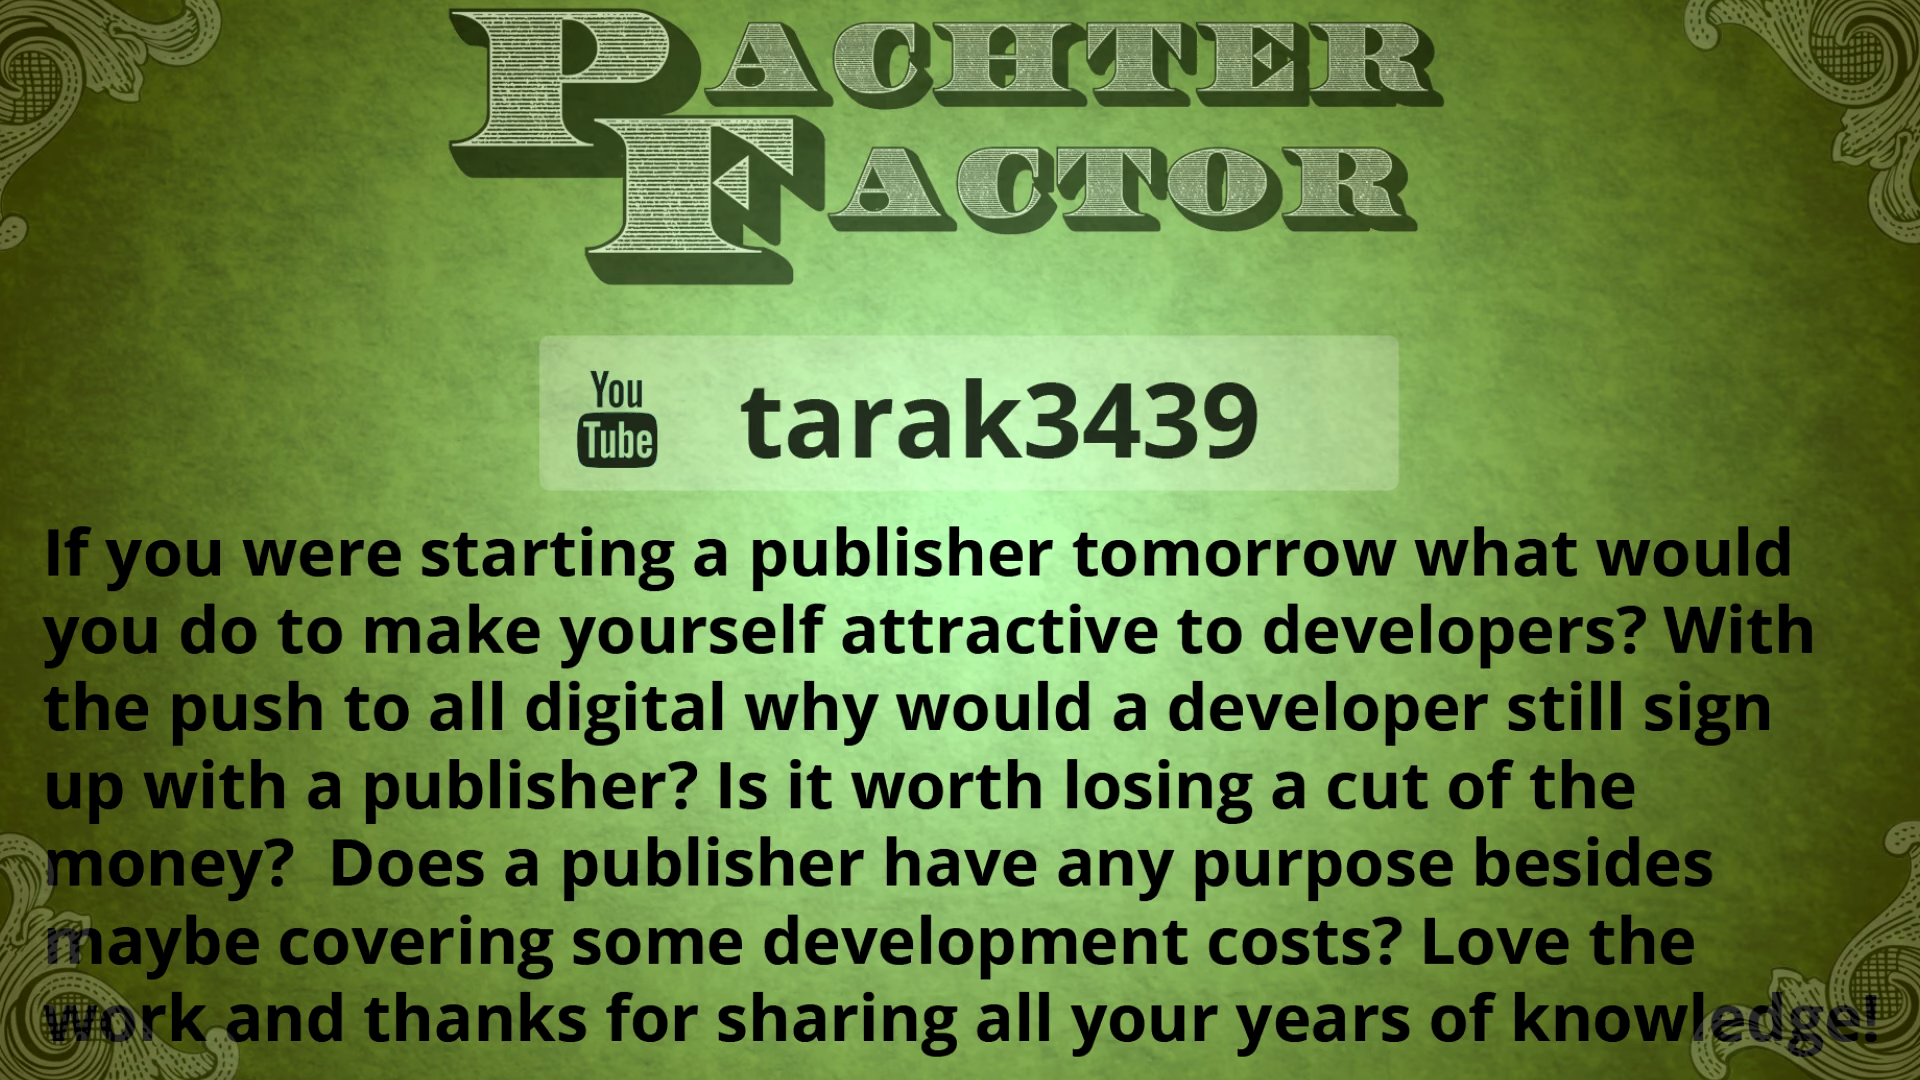 PACHTER
FACTOR
You
Tube
tarak3439
If you were starting a publisher tomorrow what would
you do to make yourself attractive to developers? With
the push to all digital why would a developer still sign
up with a publisher? Is it worth losing a cut of the
money?  Does a publisher have any purpose besides
maybe covering some development costs? Love the
work and thanks for sharing all your years of knowledge!